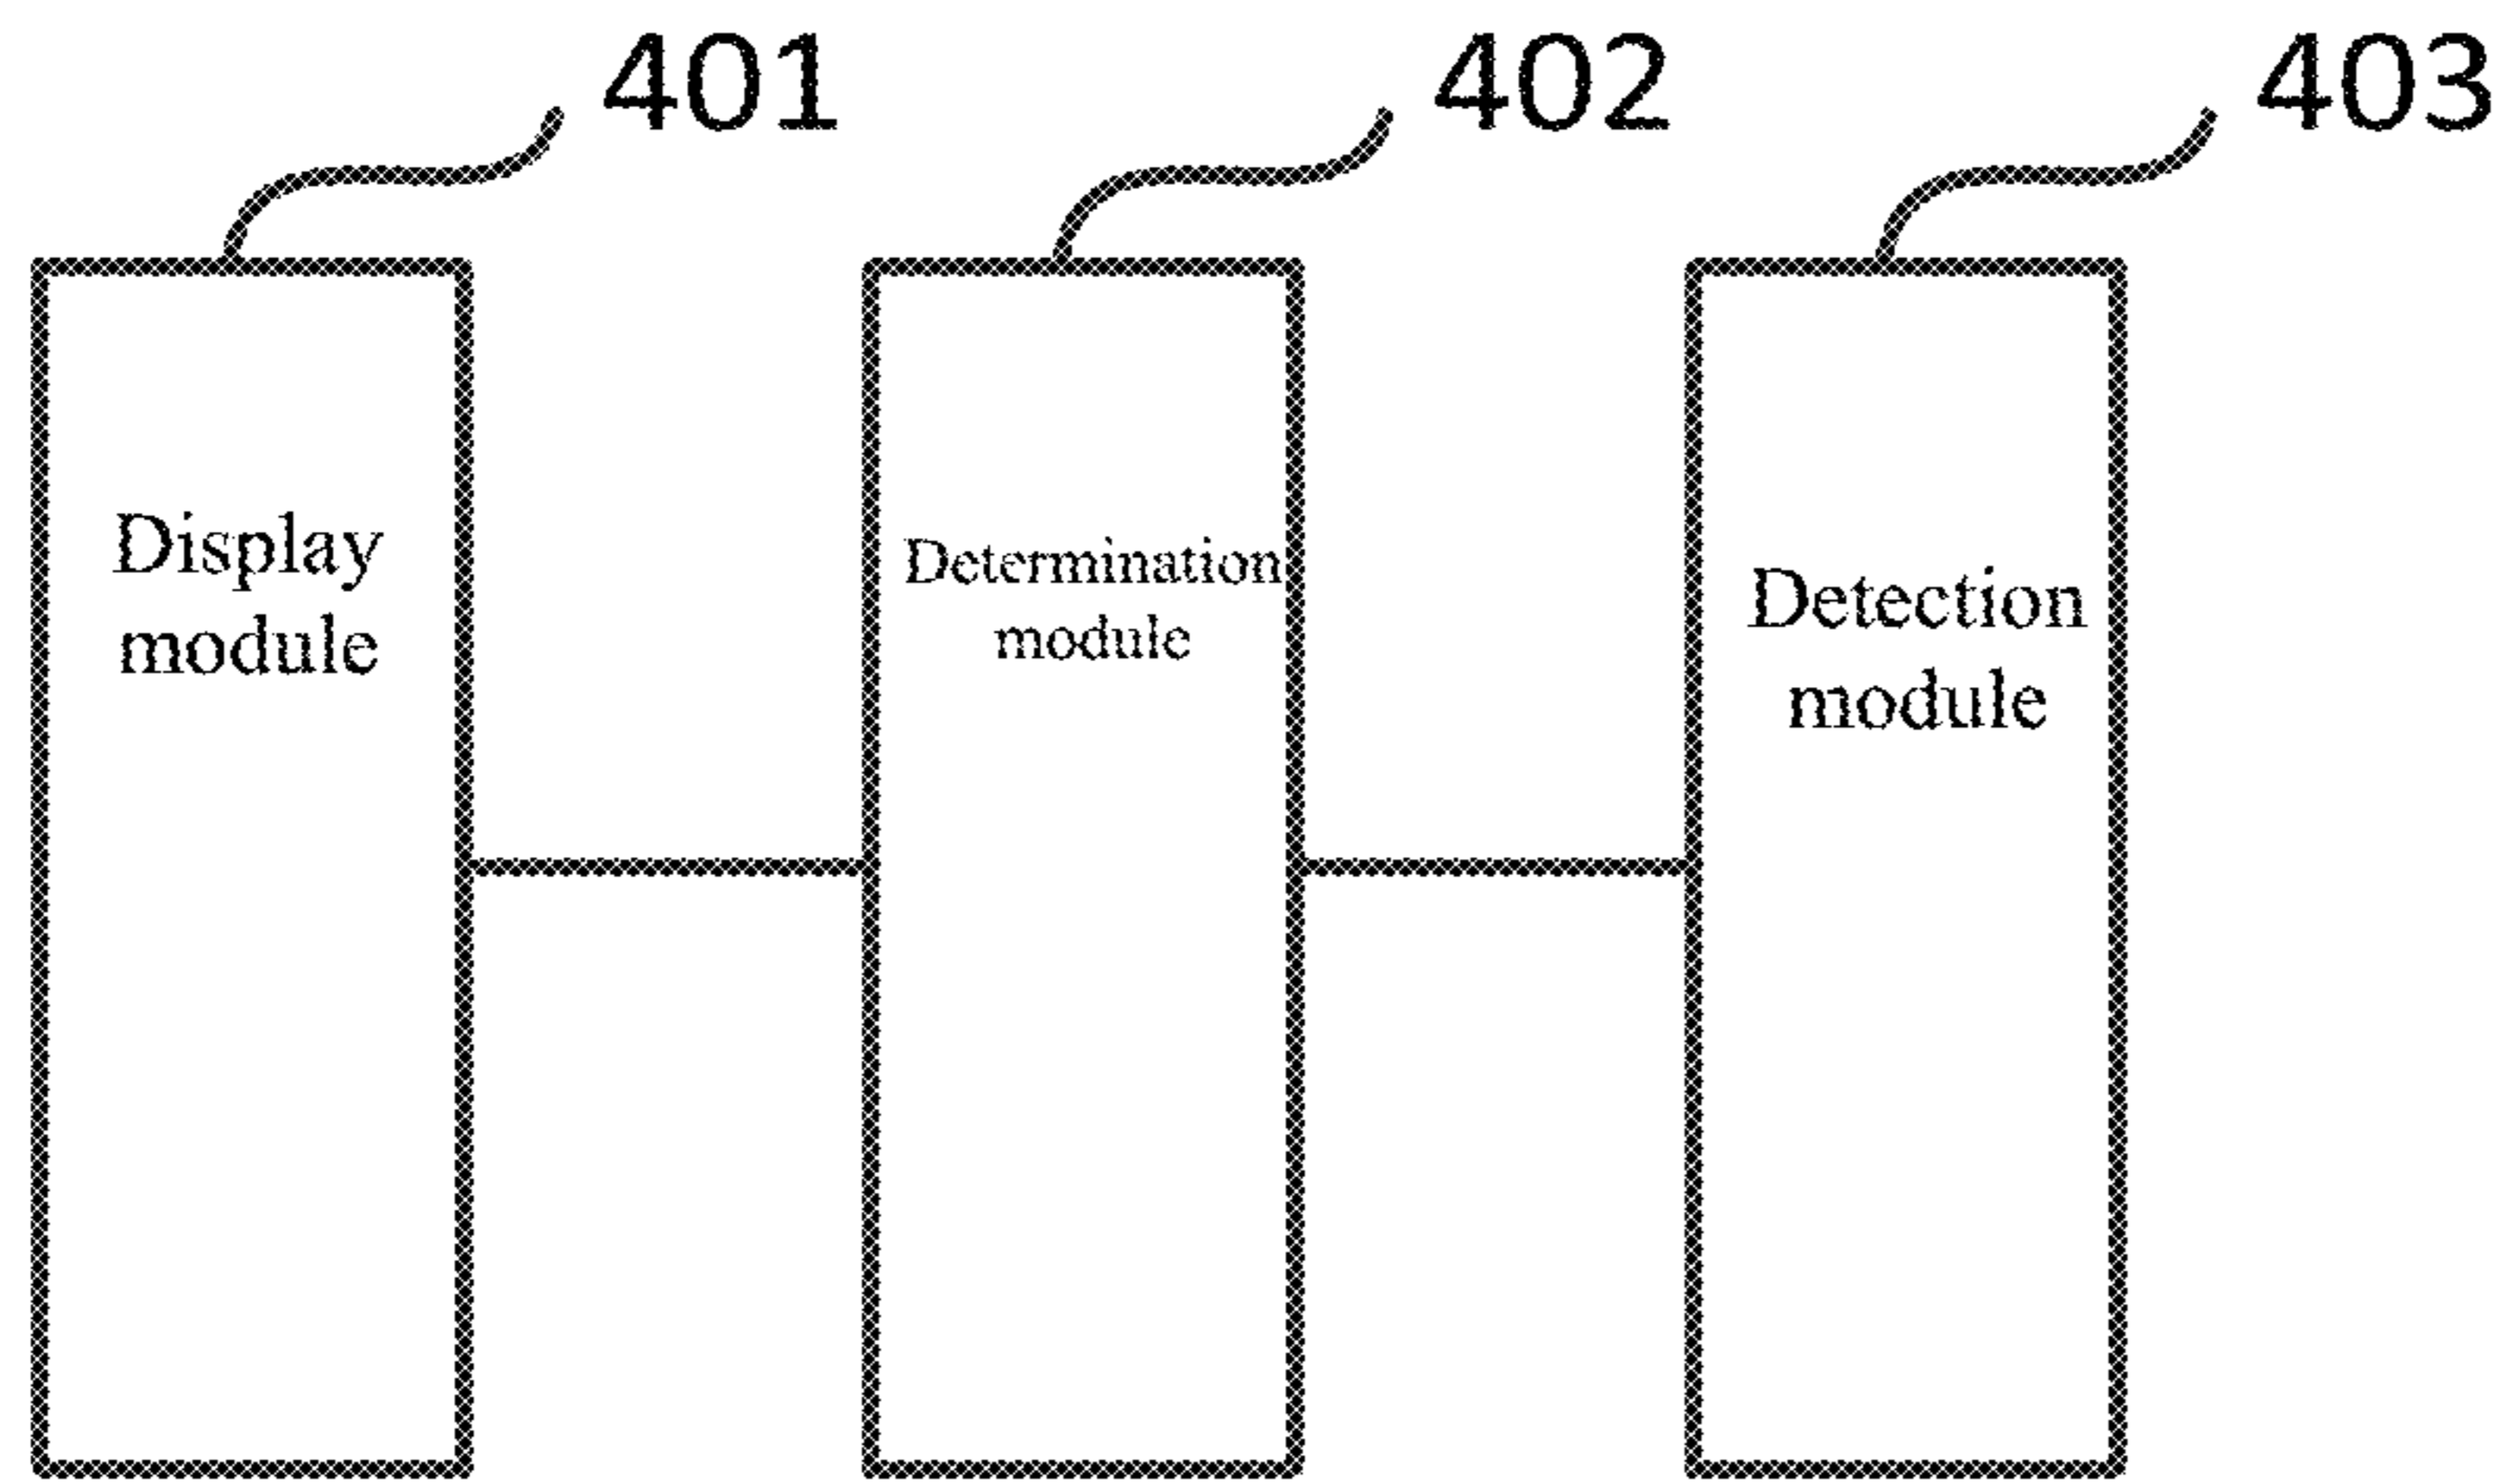 401
402
403
Display
module
Determination
module
Detection
module